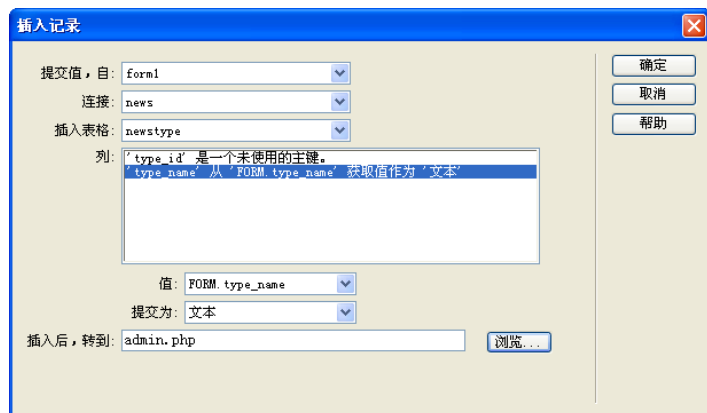 插入记录
提交值，自: form1
确定
连接: news
取消
插入表格: newstype
帮助
列: 'type_id' 是一个未使用的主键。
'type_name' 从 'FORM.type_name' 获取值作为 '文本'
值: FORM.type_name
提交为: 文本
插入后，转到: admin.php
浏览...